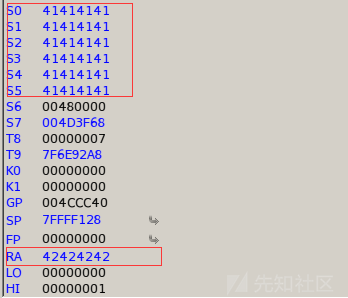 S0 41414141
S1 41414141
S2 41414141
S3 41414141
S4 41414141
S5 41414141
S6 00480000
S7 004D3F68
T8 00000007
T9 7F6E92A8
K0 00000000
K1 00000000
GP 004CCC40
SP 7FFFF128
FP 00000000
RA 42424242
LO 00000000
HI 00000001
先知社区